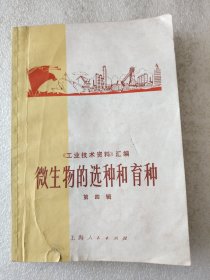 《工业技术资料》汇编
微生物的选种和育种
第四辑
上海人民出版